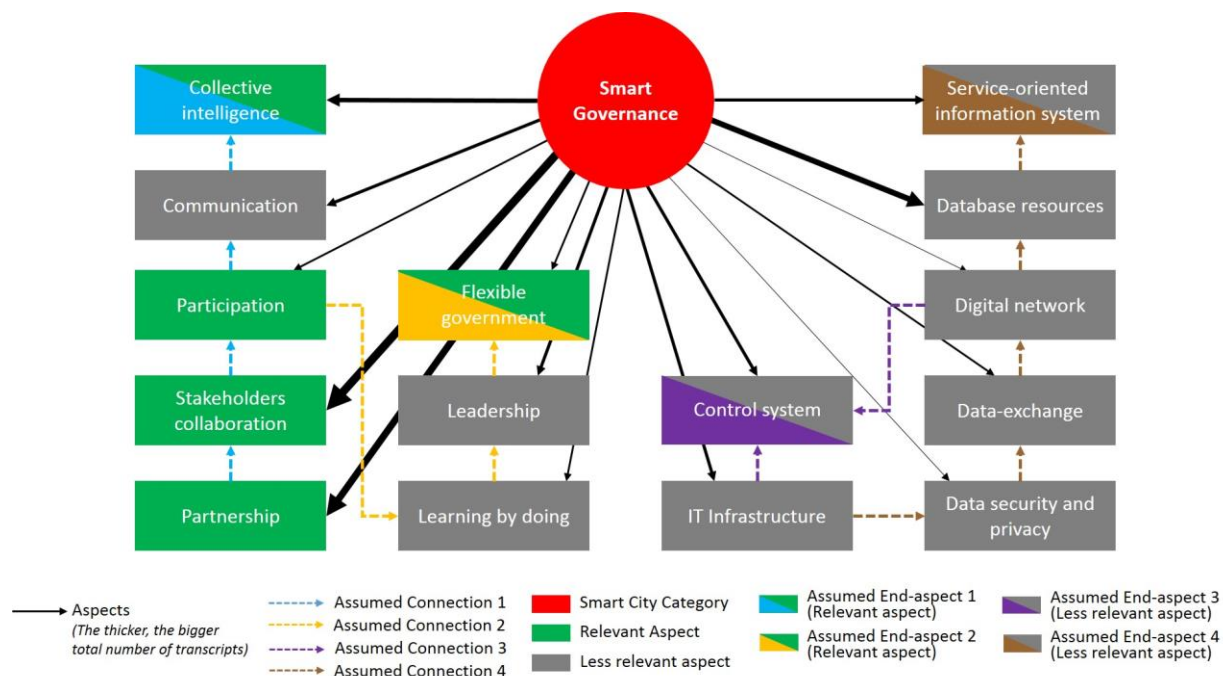 Smart
Governance
Collective
intelligence
Communication
Participation
Stakeholders
collaboration
Partnership
Flexible
government
Leadership
Learning by doing
Control system
IT Infrastructure
Service-oriented
information system
Database resources
Digital network
Data-exchange
Data security and
privacy
Aspects
(The thicker, the bigger
total number of transcripts)
Assumed Connection 1
Assumed Connection 2
Assumed Connection 3
Assumed Connection 4
Smart City Category
Relevant Aspect
Less relevant aspect
Assumed End-aspect 1
(Relevant aspect)
Assumed End-aspect 2
(Relevant aspect)
Assumed End-aspect 3
(Less relevant aspect)
Assumed End-aspect 4
(Less relevant aspect)